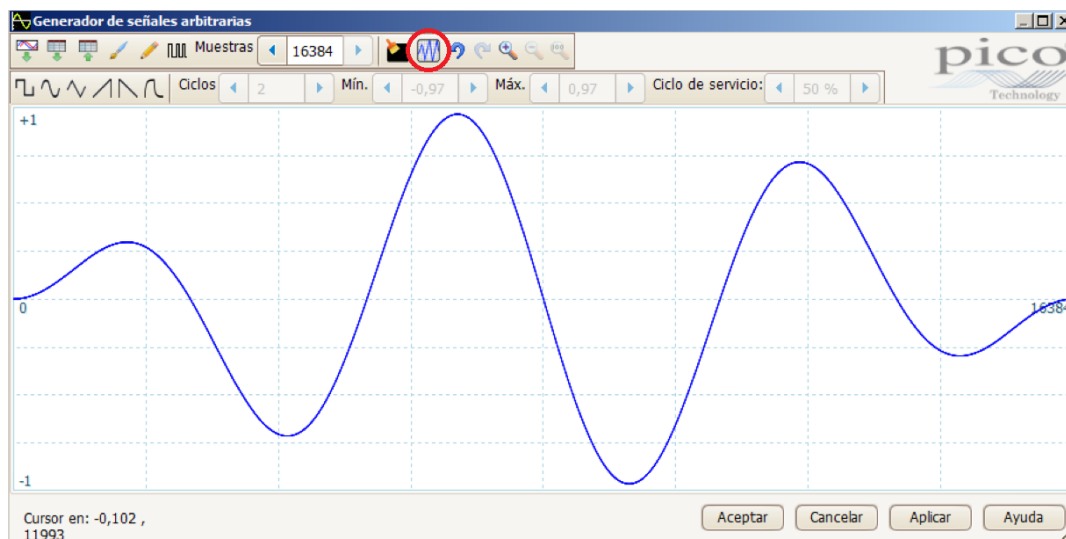 Generador de señales arbitrarias
Muestras 16384
pico
Technology
Ciclos 2 Mín. -0,97 Máx. 0,97 Ciclo de servicio: 50 %
+1
0
16384
-1
Cursor en: -0,102 ,
11993
Aceptar Cancelar Aplicar Ayuda